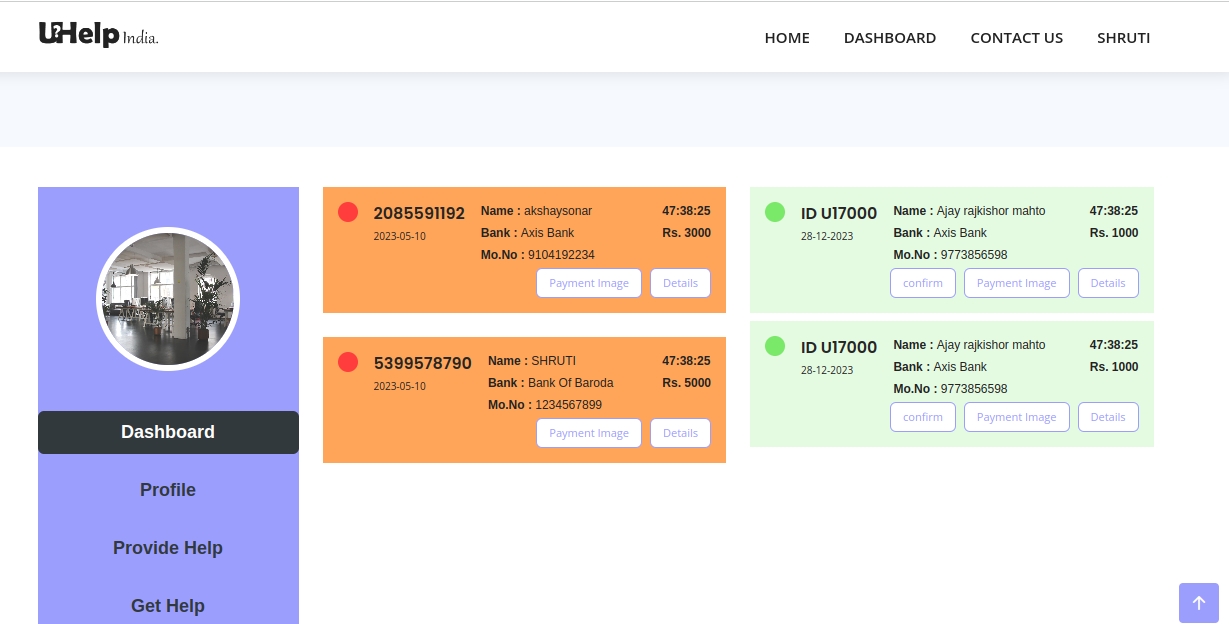 U?Help India.
HOME DASHBOARD CONTACT US SHRUTI
Dashboard
Profile
Provide Help
Get Help
2085591192
2023-05-10
Name : akshaysonar
Bank : Axis Bank
Mo.No : 9104192234
47:38:25
Rs. 3000
Payment Image Details
5399578790
2023-05-10
Name : SHRUTI
Bank : Bank Of Baroda
Mo.No : 1234567899
47:38:25
Rs. 5000
Payment Image Details
ID U17000
28-12-2023
Name : Ajay rajkishor mahto
Bank : Axis Bank
Mo.No : 9773856598
47:38:25
Rs. 1000
confirm Payment Image Details
ID U17000
28-12-2023
Name : Ajay rajkishor mahto
Bank : Axis Bank
Mo.No : 9773856598
47:38:25
Rs. 1000
confirm Payment Image Details